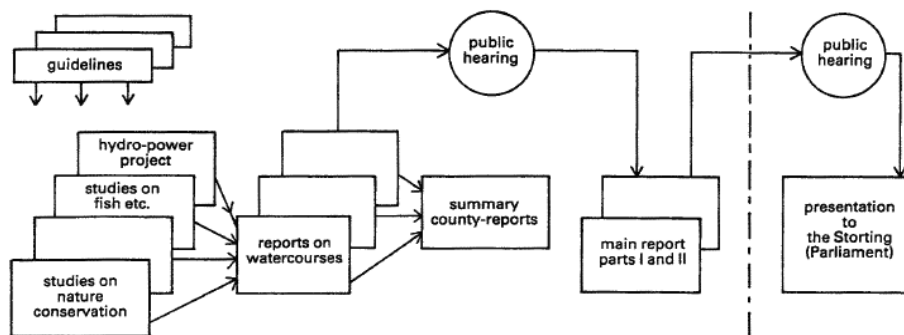 guidelines
public
hearing
public
hearing
hydro-power
project
studies on
fish etc.
studies on
nature
conservation
reports on
watercourses
summary
county-reports
main report
parts I and II
presentation
to
the Storting
(Parliament)